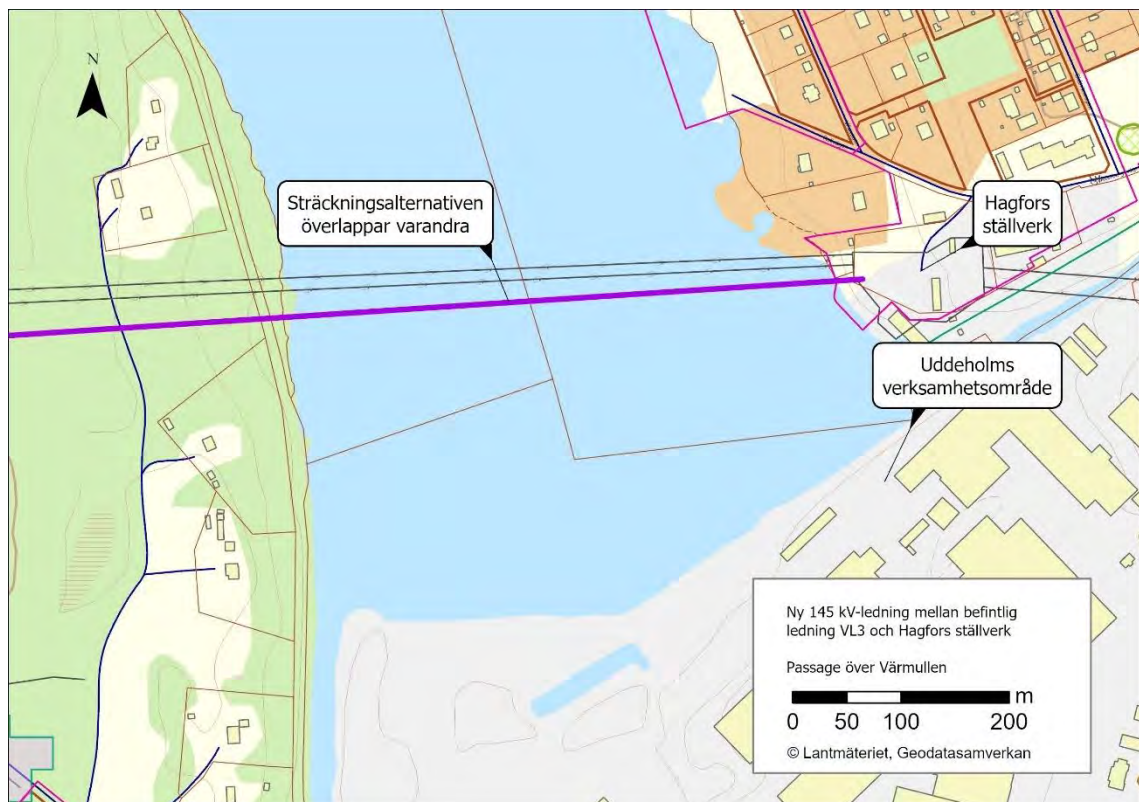 N
Sträckningsalternativen
överlappar varandra
Hagfors
ställverk
Uddeholms
verksamhetsområde
Ny 145 kV-ledning mellan befintlig
ledning VL3 och Hagfors ställverk
Passage över Värmullen
m
0 50 100 200
© Lantmäteriet, Geodatasamverkan